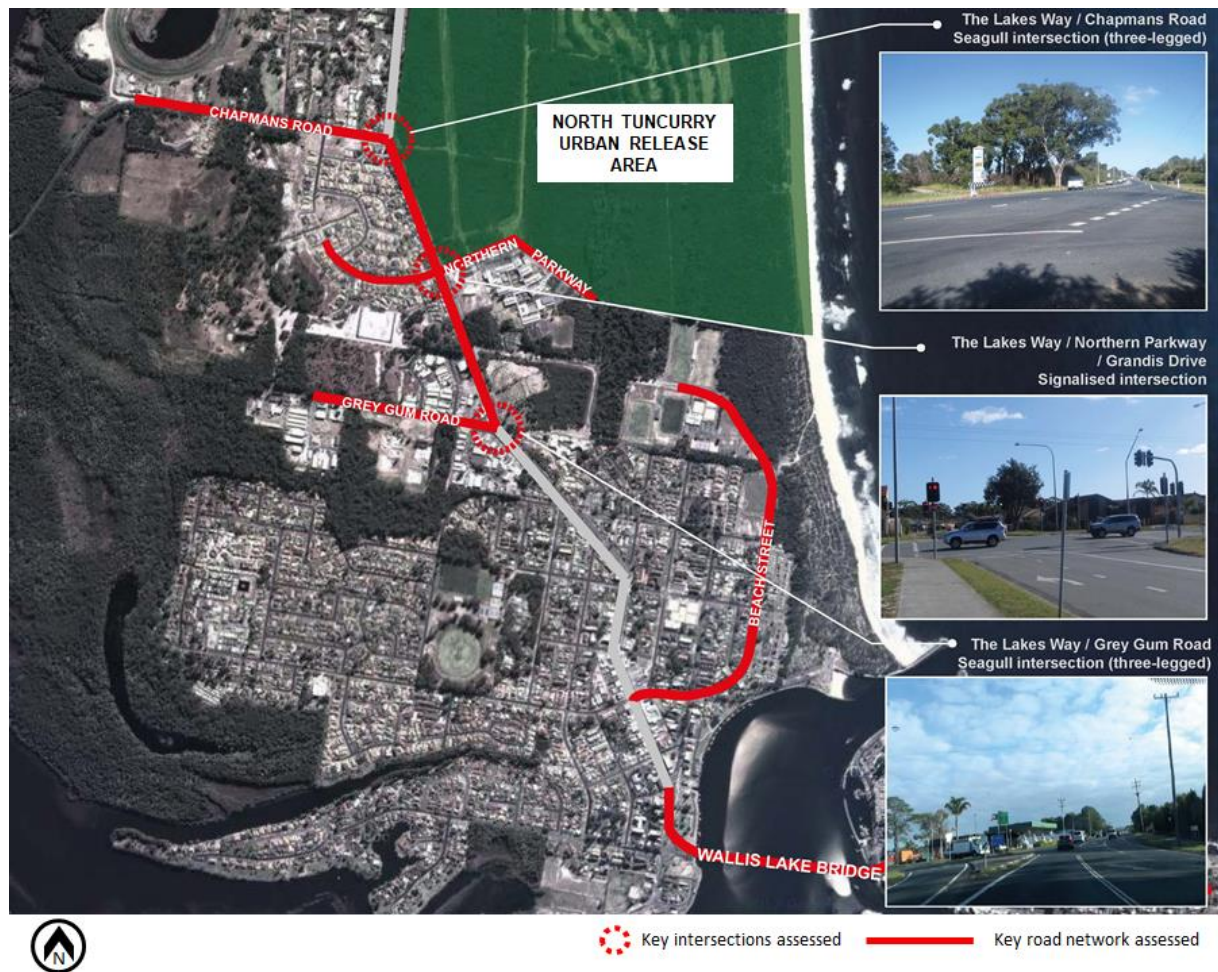 The Lakes Way / Chapmans Road
Seagull intersection (three-legged)
CHAPMANS ROAD
NORTH TUNCURRY
URBAN RELEASE
AREA
NORTHERN PARKWAY
The Lakes Way / Northern Parkway
/ Grandis Drive
Signalised intersection
GREY GUM ROAD
BEACH STREET
The Lakes Way / Grey Gum Road
Seagull intersection (three-legged)
WALLIS LAKE BRIDGE
N
Key intersections assessed
Key road network assessed